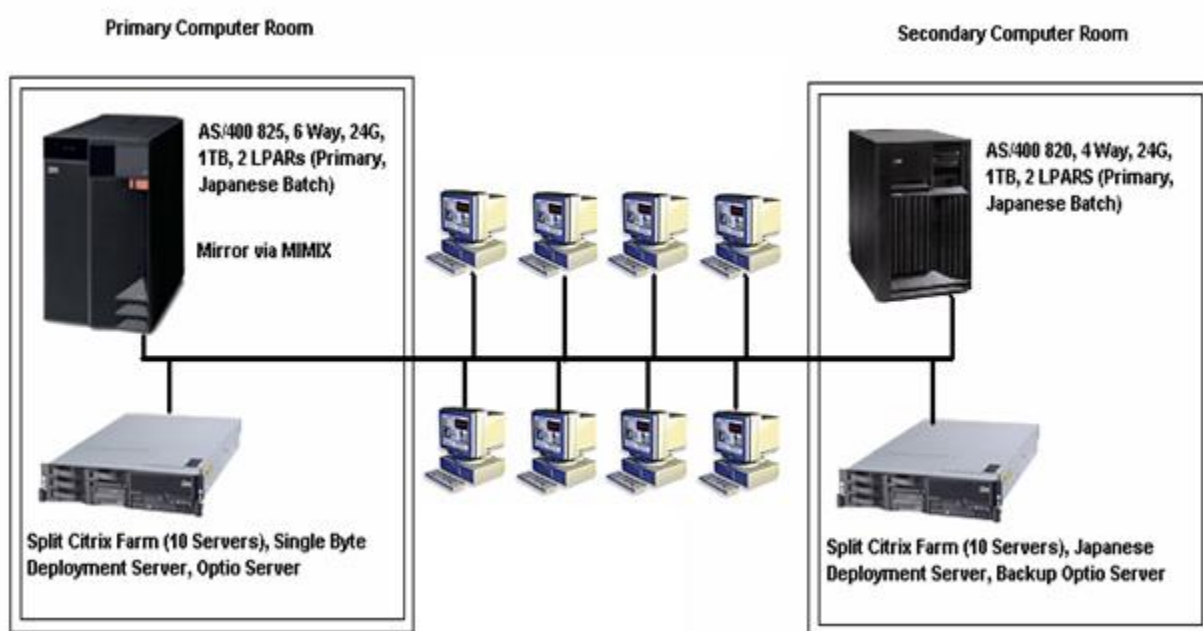 Primary Computer Room
Secondary Computer Room
AS/400 825, 6 Way, 24G,
1TB, 2 LPARs (Primary,
Japanese Batch)
Mirror via MIMIX
AS/400 820, 4 Way, 24G,
1TB, 2 LPARS (Primary,
Japanese Batch)
Split Citrix Farm (10 Servers), Single Byte
Deployment Server, Optio Server
Split Citrix Farm (10 Servers), Japanese
Deployment Server, Backup Optio Server